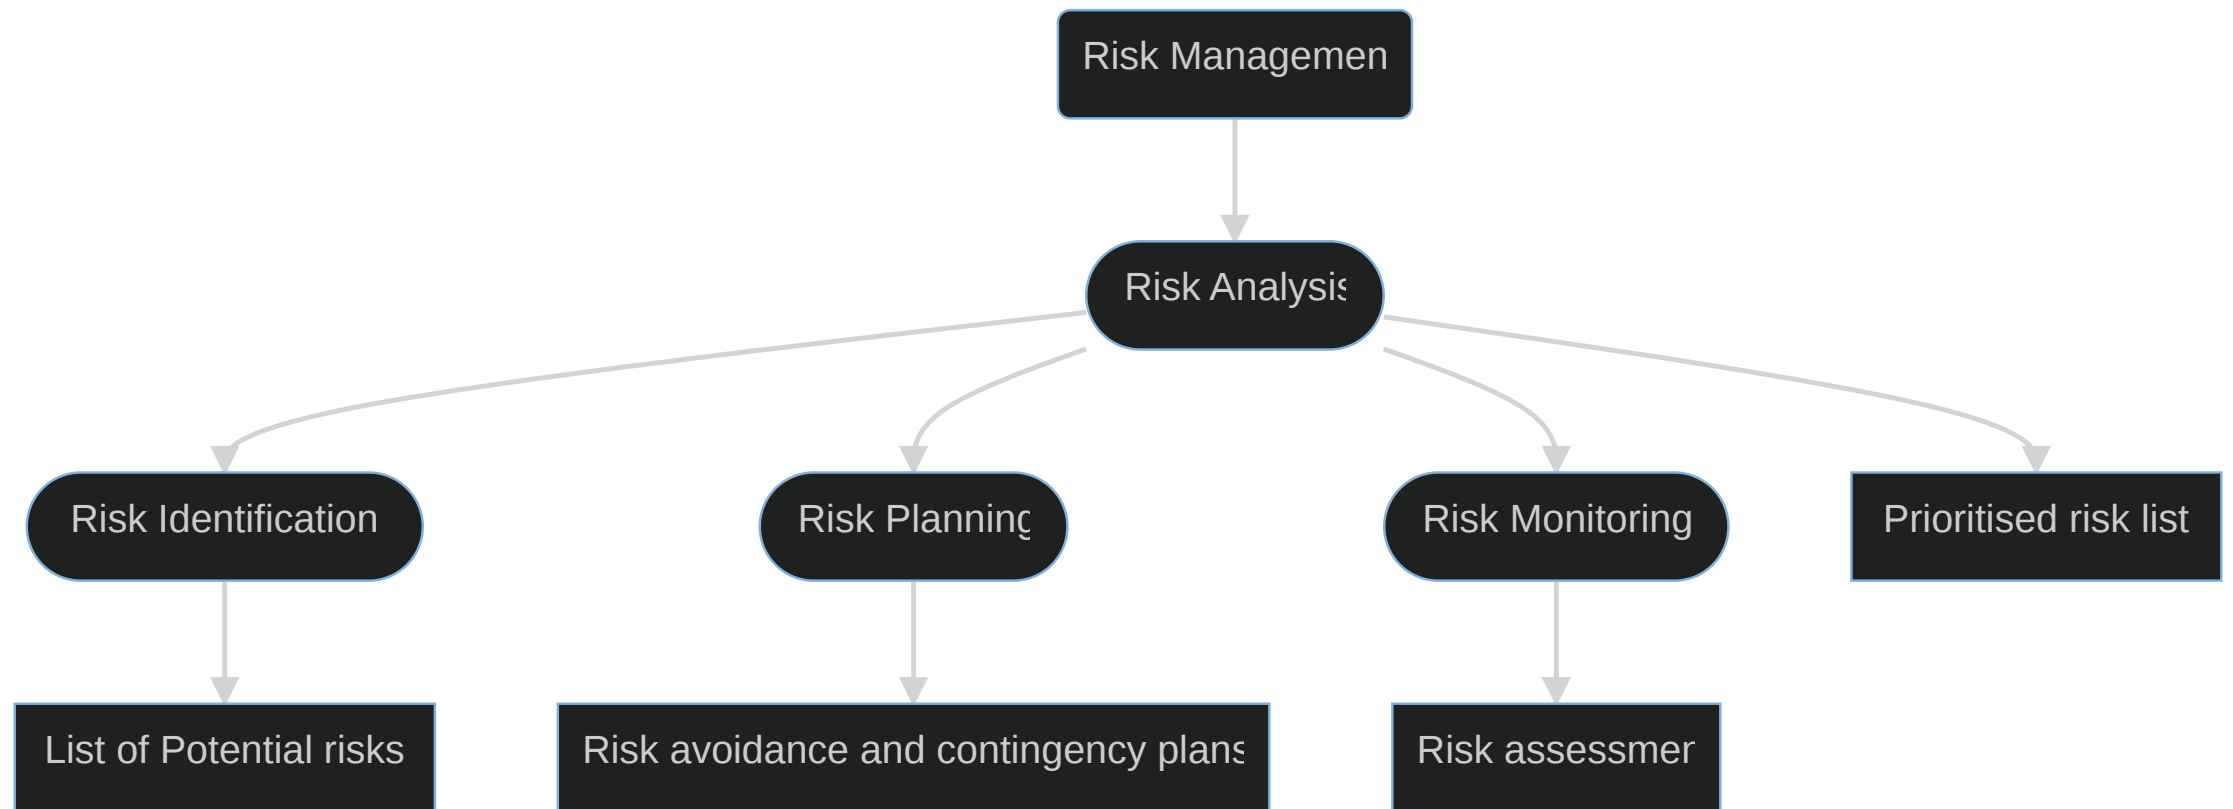 Risk Managemen
Risk Analysis
Risk Identification
Risk Planning
Risk Monitoring
Prioritised risk list
List of Potential risks
Risk avoidance and contingency plans
Risk assessmen